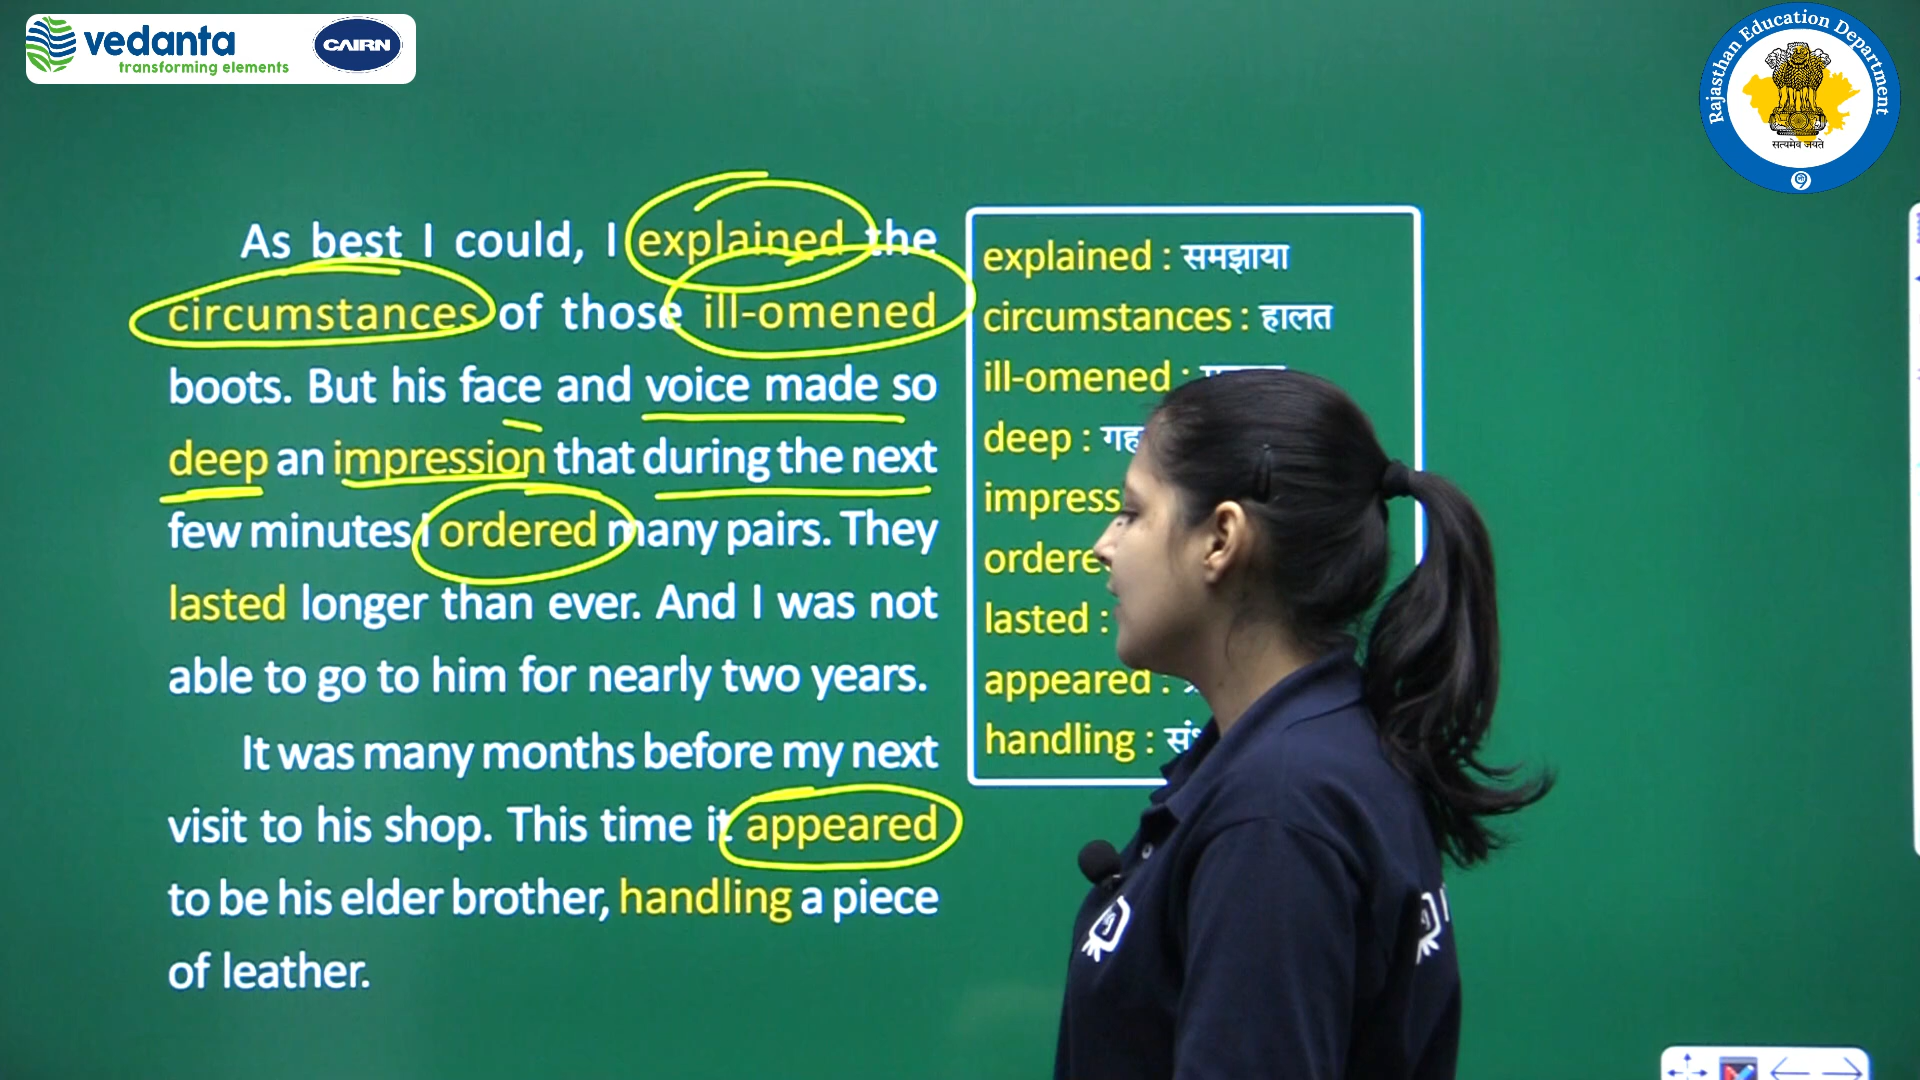 vedanta
transforming elements
CAIRN
Rajasthan Education Department
सत्यमेव जयते
As best I could, I explained the
circumstances of those ill-omened
boots. But his face and voice made so
deep an impression that during the next
few minutes I ordered many pairs. They
lasted longer than ever. And I was not
able to go to him for nearly two years.
It was many months before my next
visit to his shop. This time it appeared
to be his elder brother, handling a piece
of leather.
explained : समझाया
circumstances : हालत
ill-omened :
deep :
lasted :
appeared :
handling :